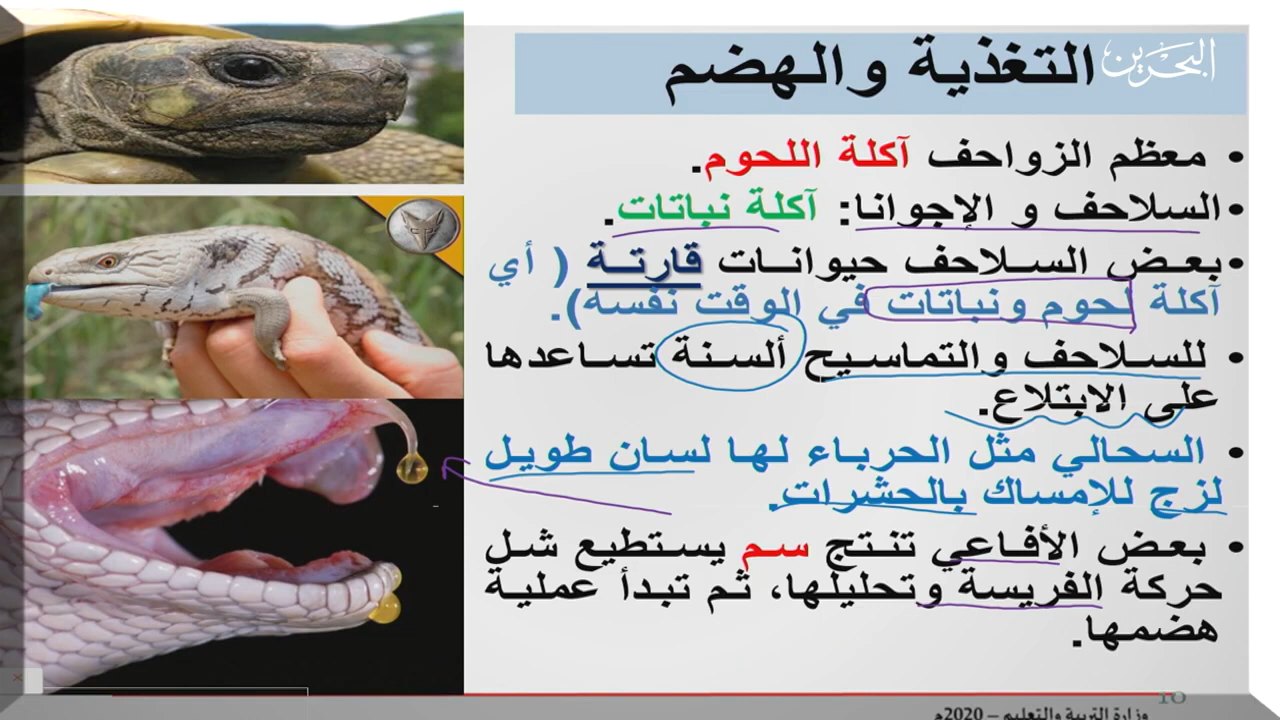 البحرين
التغذية والهضم
• معظم الزواحف آكلة اللحوم.
• السلاحف و الإجوانا: آكلة نباتات.
• بعض السلاحف حيوانات قارتة ( أي
آكلة لحوم ونباتات في الوقت نفسه).
• للسلاحف والتماسيح ألسنة تساعدها
على الابتلاع.
• السحالي مثل الحرباء لها لسان طويل
لزج للإمساك بالحشرات.
• بعض الأفاعي تنتج سم يستطيع شل
حركة الفريسة وتحليلها، ثم تبدأ عملية
هضمها.
10
وزارة التربية والتعليم – 2020م